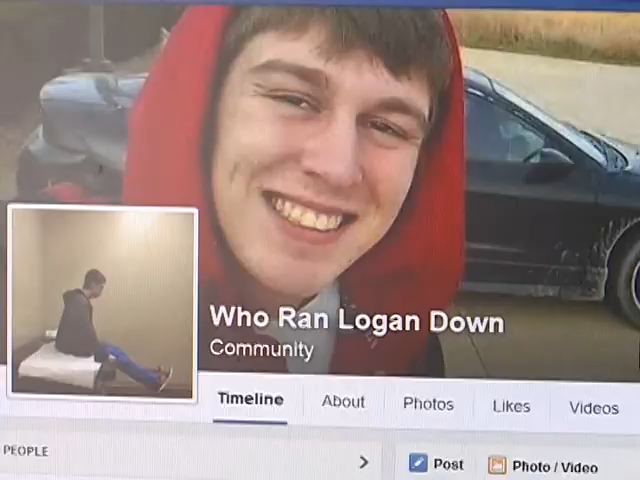 Who Ran Logan Down
Community
Timeline About Photos Likes Videos
PEOPLE
Post Photo / Video